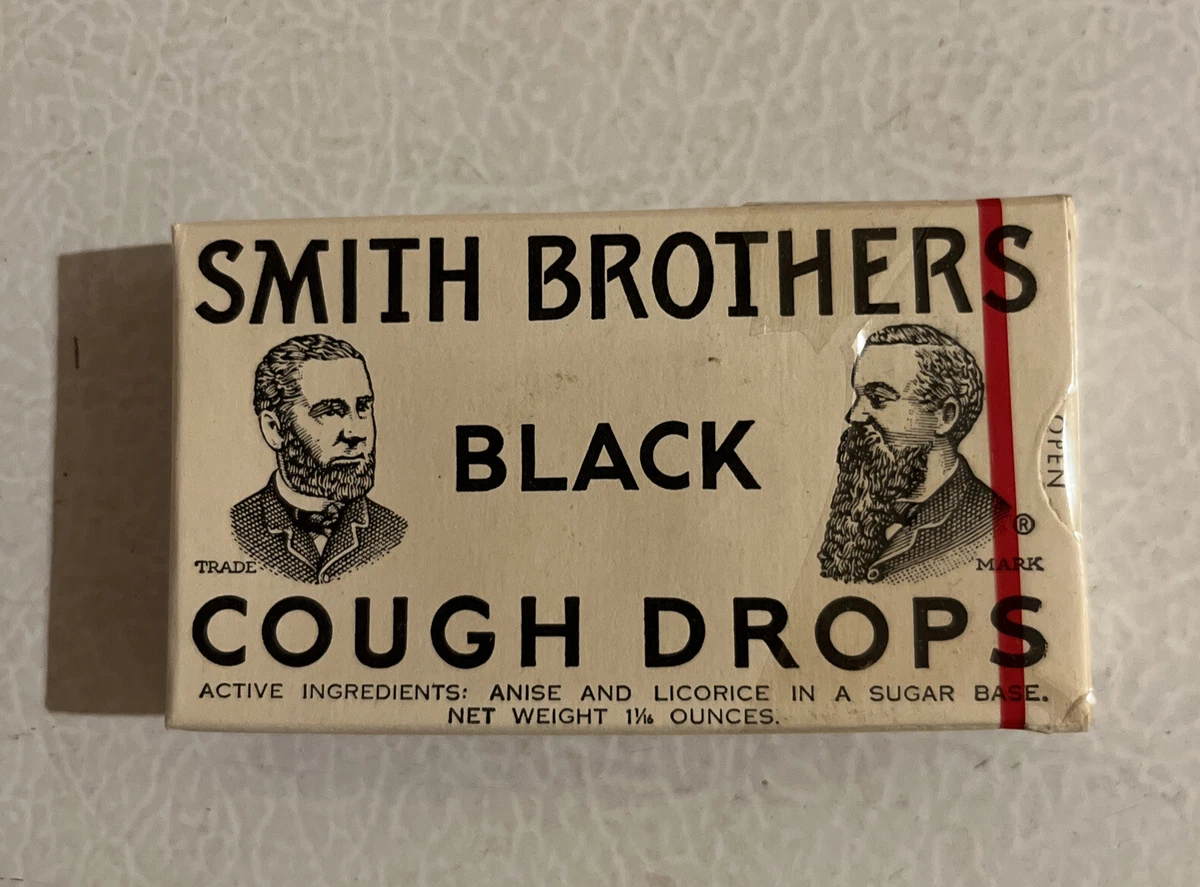 SMITH BROTHERS
BLACK
OPEN
®
TRADE MARK
COUGH DROPS
ACTIVE INGREDIENTS: ANISE AND LICORICE IN A SUGAR BASE.
NET WEIGHT 1 1/16 OUNCES.